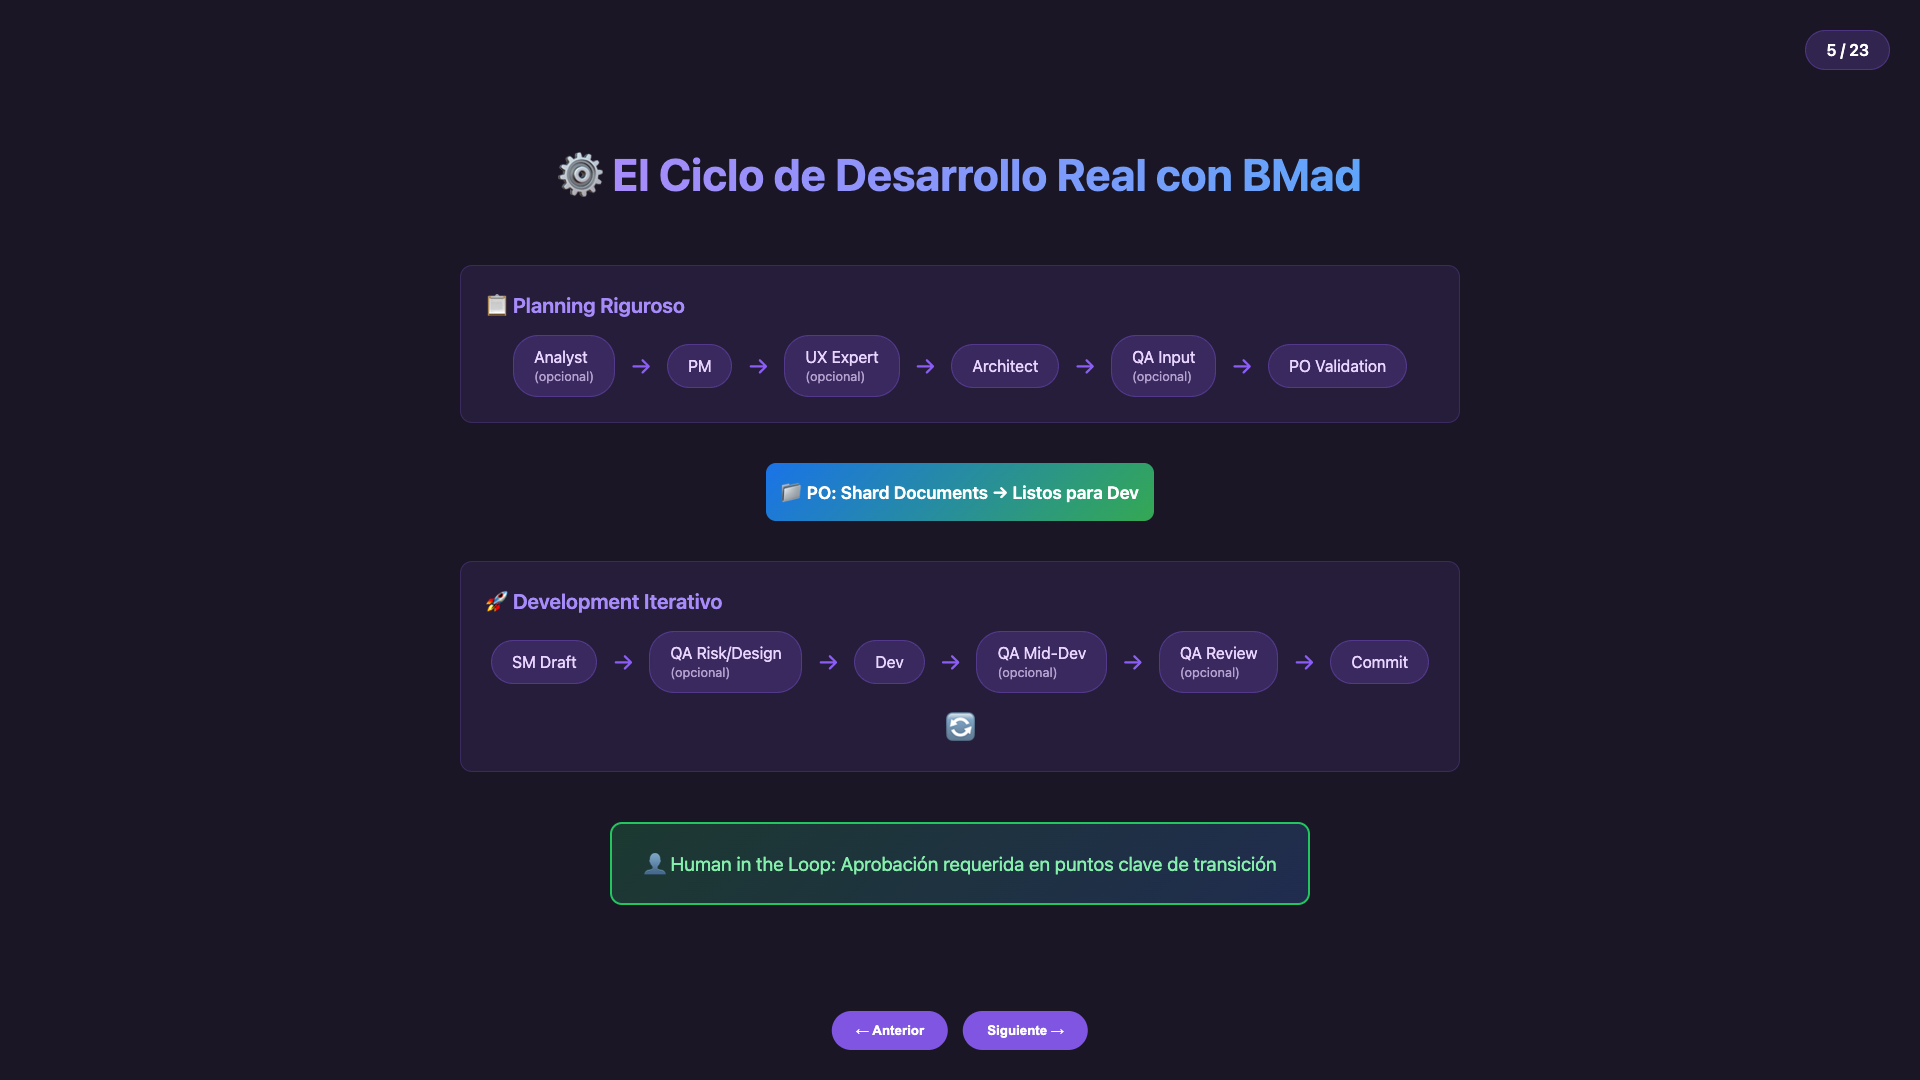 5 / 23
⚙️ El Ciclo de Desarrollo Real con BMad
📋 Planning Riguroso
Analyst
(opcional)
→
PM
→
UX Expert
(opcional)
→
Architect
→
QA Input
(opcional)
→
PO Validation
📁 PO: Shard Documents → Listos para Dev
🚀 Development Iterativo
SM Draft
→
QA Risk/Design
(opcional)
→
Dev
→
QA Mid-Dev
(opcional)
→
QA Review
(opcional)
→
Commit
🔄
👤 Human in the Loop: Aprobación requerida en puntos clave de transición
← Anterior
Siguiente →